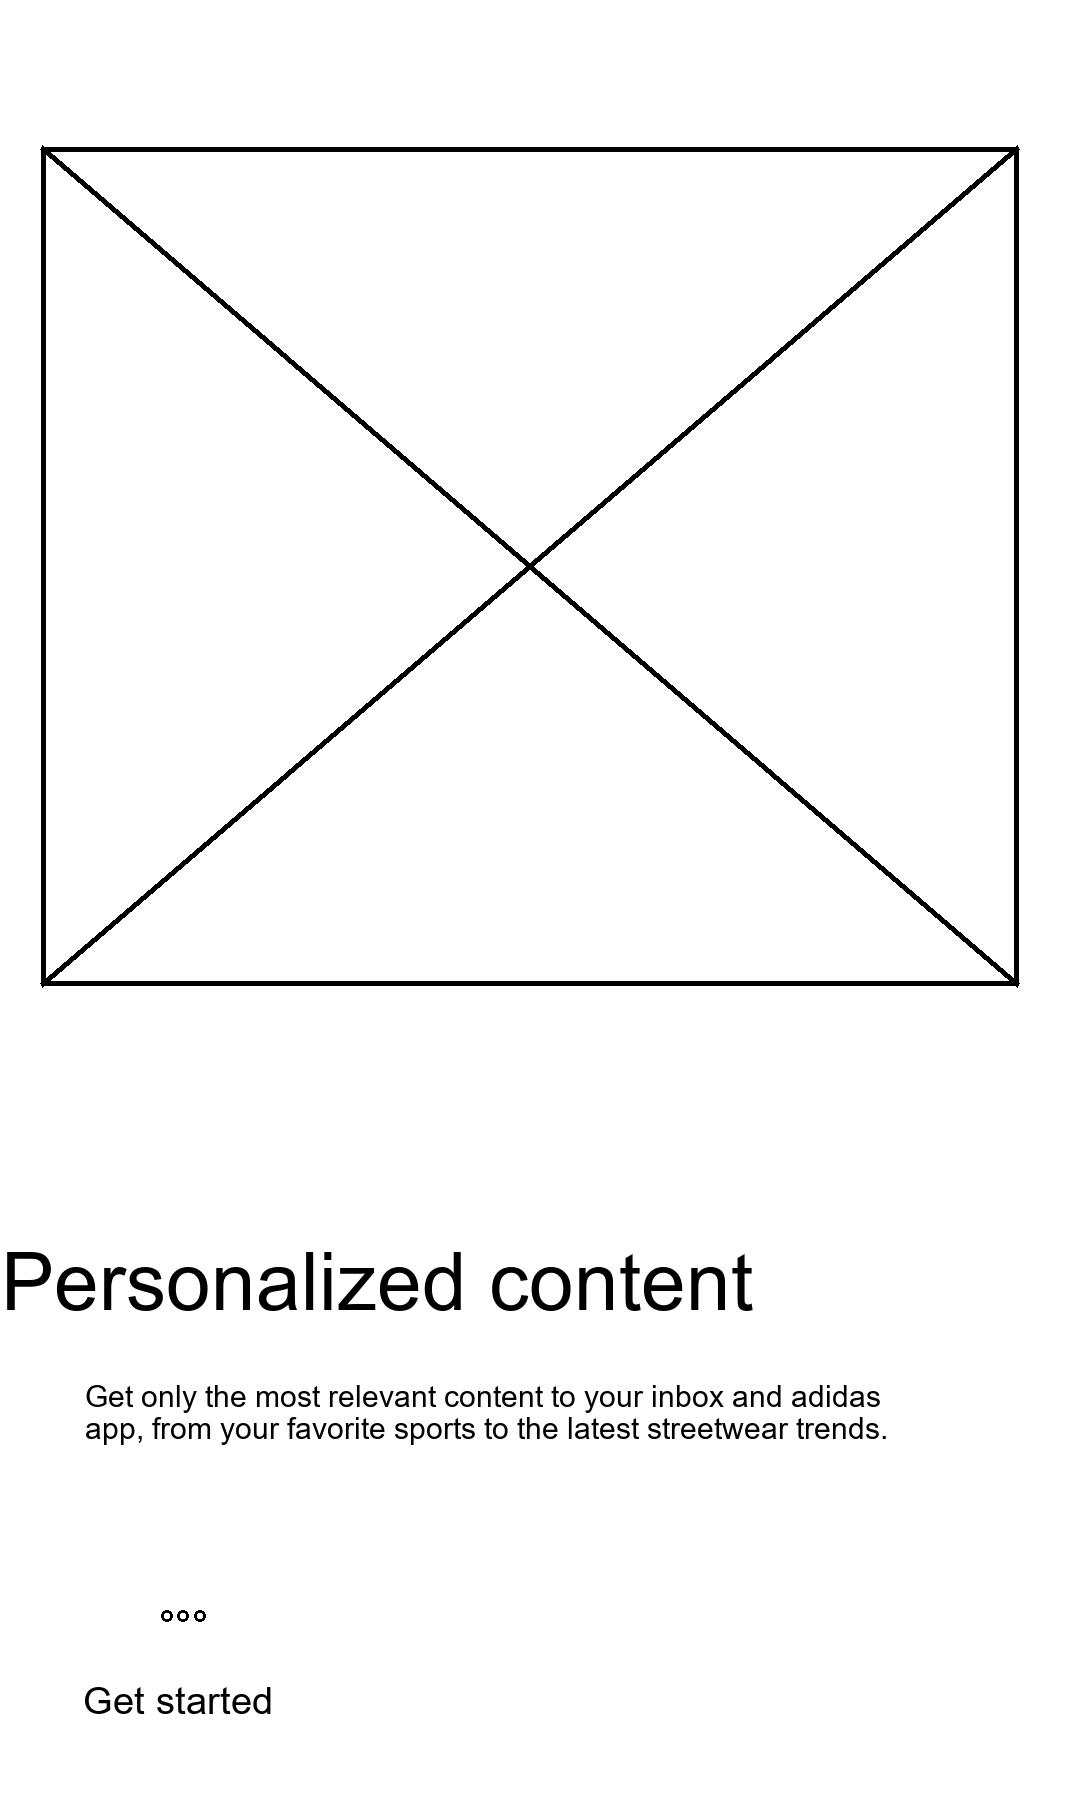 Personalized content
Get only the most relevant content to your inbox and adidas
app, from your favorite sports to the latest streetwear trends.
Get started